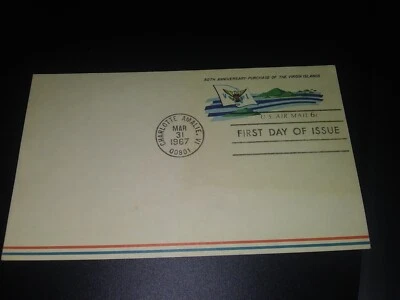 50TH ANNIVERSARY PURCHASE OF THE VIRGIN ISLANDS
V I
U.S. AIR MAIL 6c
FIRST DAY OF ISSUE
CHARLOTTE AMALIE, VI
MAR
31
1967
00801